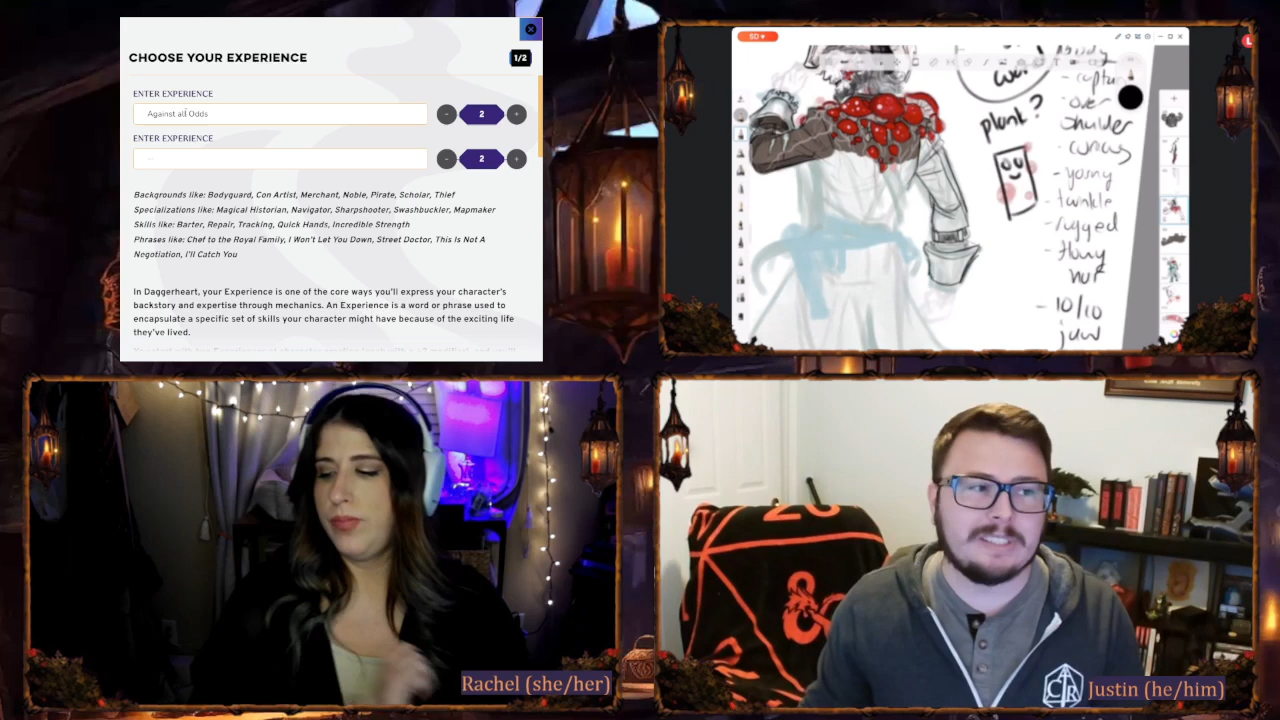 CHOOSE YOUR EXPERIENCE
1/2
ENTER EXPERIENCE
Against all Odds
- 2 +
ENTER EXPERIENCE
- 2 +
Backgrounds like: Bodyguard, Con Artist, Merchant, Noble, Pirate, Scholar, Thief
Specializations like: Magical Historian, Navigator, Sharpshooter, Swashbuckler, Mapmaker
Skills like: Barter, Repair, Tracking, Quick Hands, Incredible Strength
Phrases like: Chef to the Royal Family, I Won't Let You Down, Street Doctor, This Is Not A
Negotiation, I'll Catch You
In Daggerheart, your Experience is one of the core ways you'll express your character's
backstory and expertise through mechanics. An Experience is a word or phrase used to
encapsulate a specific set of skills your character might have because of the exciting life
they've lived.
SD
plank?
- over
shoulder
- young
- twinkle
- rugged
- 10/10
20
CR
Rachel (she/her)
Justin (he/him)